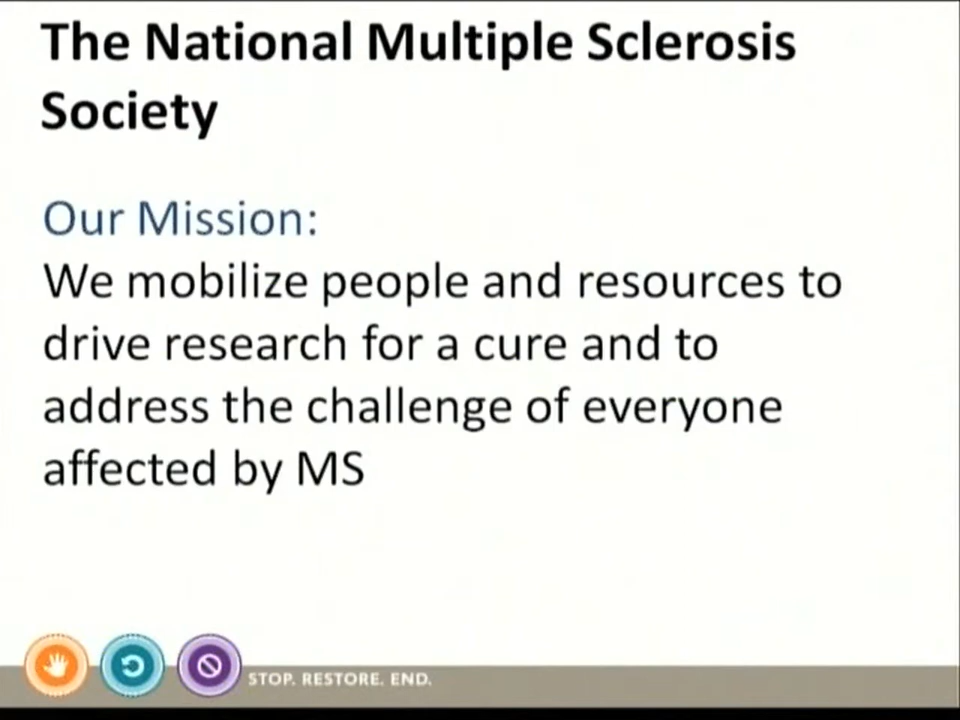 The National Multiple Sclerosis
Society
Our Mission:
We mobilize people and resources to
drive research for a cure and to
address the challenge of everyone
affected by MS
STOP. RESTORE. END.